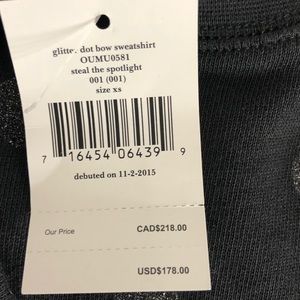 glitter dot bow sweatshirt
OUMU0581
steal the spotlight
001 (001)
size xs
7 16454 06439 9
debuted on 11-2-2015
Our Price CAD$218.00
USD$178.00